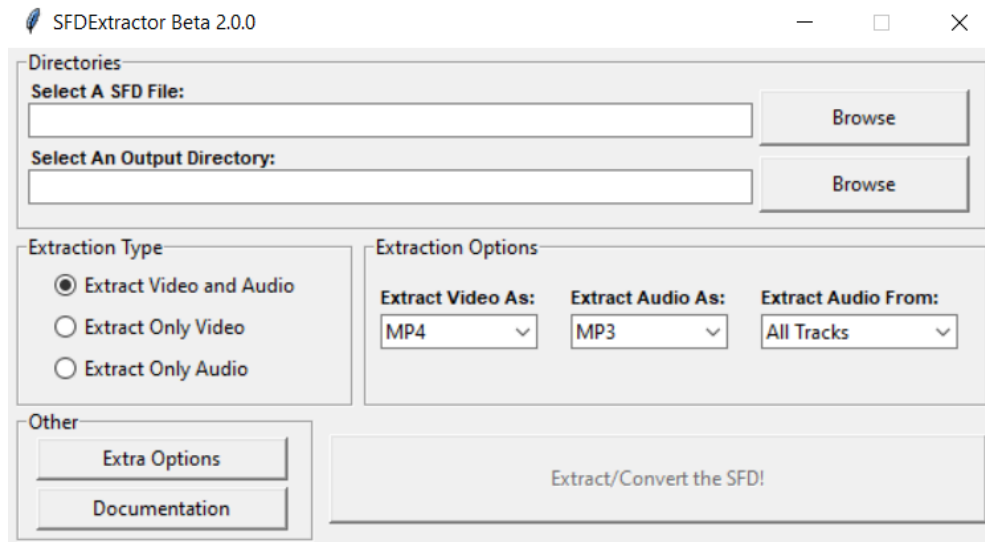 SFDExtractor Beta 2.0.0
Directories
Select A SFD File:
Browse
Select An Output Directory:
Browse
Extraction Type
Extract Video and Audio
Extract Only Video
Extract Only Audio
Extraction Options
Extract Video As: Extract Audio As: Extract Audio From:
MP4 MP3 All Tracks
Other
Extra Options
Documentation
Extract/Convert the SFD!